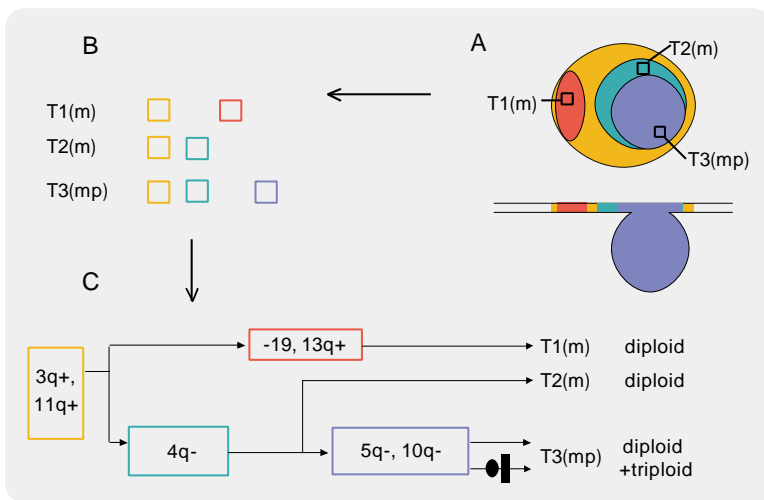 B
A
T2(m)
T1(m)
T3(mp)
T1(m)
T2(m)
T3(mp)
C
-19, 13q+
T1(m) diploid
3q+,
11q+
T2(m) diploid
4q-
5q-, 10q-
T3(mp) diploid
+triploid